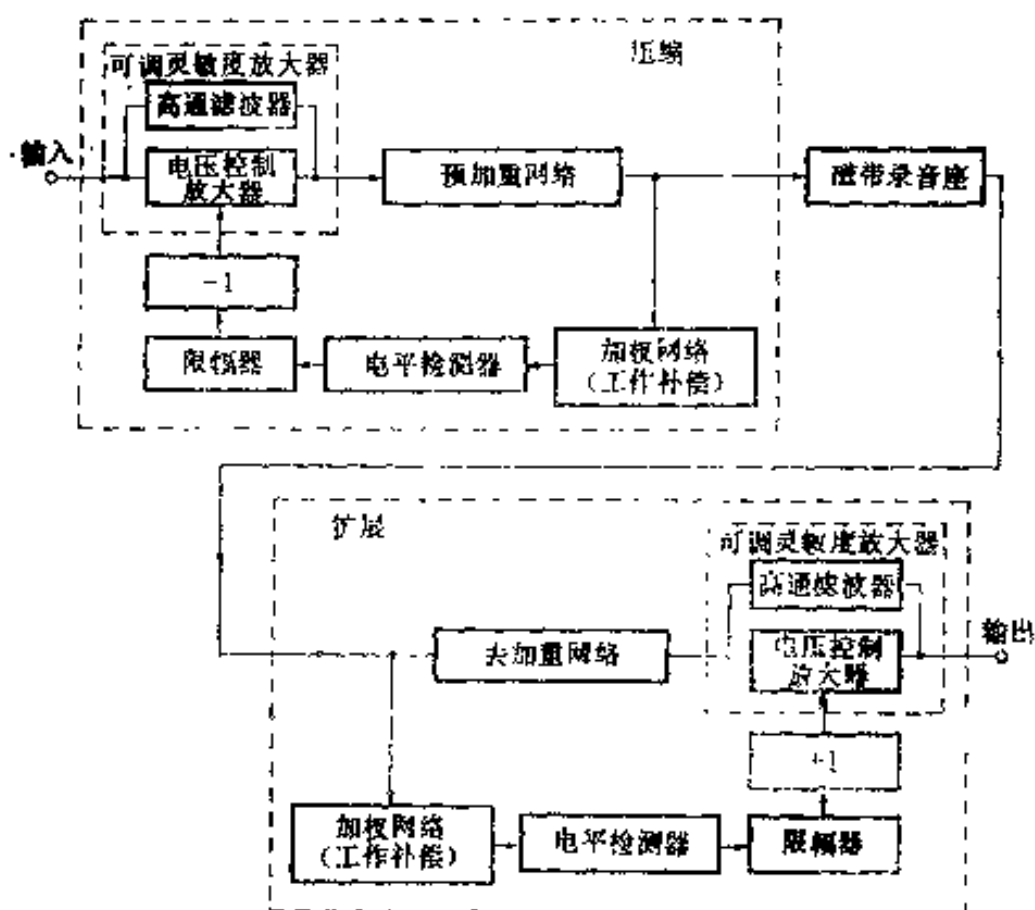 压缩
可调灵敏度放大器
高通滤波器
输入
电压控制
放大器
预加重网络
磁带录音座
-1
限幅器
电平检测器
加权网络
(工作补偿)
扩展
可调灵敏度放大器
高通滤波器
去加重网络
电压控制
放大器
输出
+1
加权网络
(工作补偿)
电平检测器
限幅器